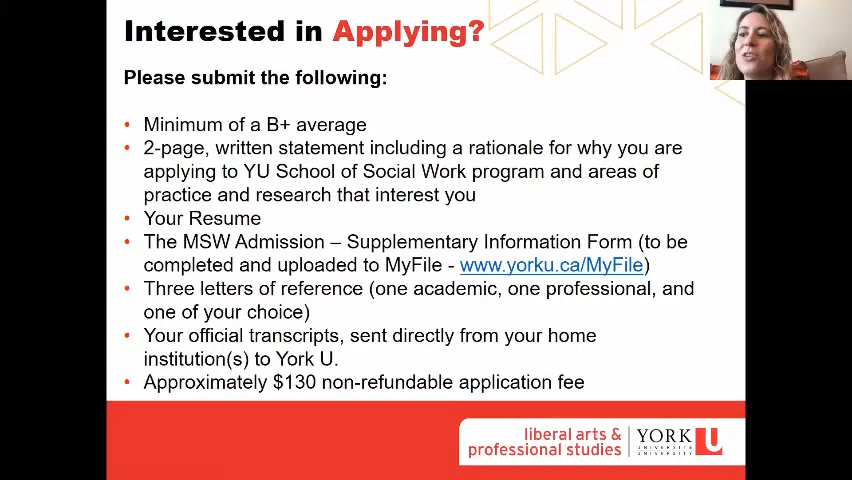 Interested in Applying?
Please submit the following:
• Minimum of a B+ average
• 2-page, written statement including a rationale for why you are
applying to YU School of Social Work program and areas of
practice and research that interest you
• Your Resume
• The MSW Admission – Supplementary Information Form (to be
completed and uploaded to MyFile - www.yorku.ca/MyFile)
• Three letters of reference (one academic, one professional, and
one of your choice)
• Your official transcripts, sent directly from your home
institution(s) to York U.
• Approximately $130 non-refundable application fee
liberal arts &
professional studies
YORK U
UNIVERSITÉ
UNIVERSITY